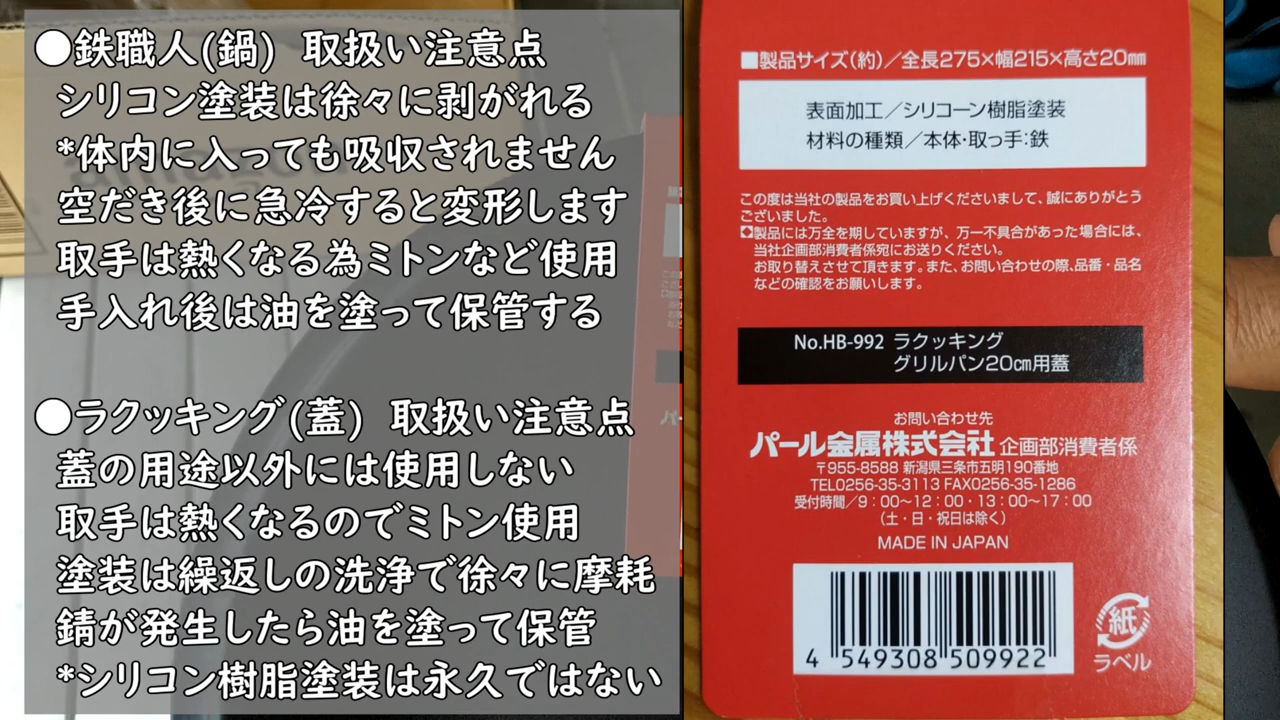 ●鉄職人(鍋) 取扱い注意点
シリコン塗装は徐々に剥がれる
*体内に入っても吸収されません
空だき後に急冷すると変形します
取手は熱くなる為ミトンなど使用
手入れ後は油を塗って保管する
●ラクッキング(蓋) 取扱い注意点
蓋の用途以外には使用しない
取手は熱くなるのでミトン使用
塗装は繰返しの洗浄で徐々に摩耗
錆が発生したら油を塗って保管
*シリコン樹脂塗装は永久ではない
■製品サイズ(約)／全長275×幅215×高さ20㎜
表面加工／シリコーン樹脂塗装
材料の種類／本体・取っ手:鉄
この度は当社の製品をお買い上げくださいまして、誠にありがとう
ございました。
製品には万全を期していますが、万一不具合があった場合には、
当社企画部消費者係宛にお送りください。
お取り替えさせて頂きます。また、お問い合わせの際、品番・品名
などの確認をお願いします。
No.HB-992 ラクッキング
グリルパン20㎝用蓋
お問い合わせ先
パール金属株式会社 企画部消費者係
〒955-8588 新潟県三条市五明190番地
TEL0256-35-3113 FAX0256-35-1286
受付時間／9：00〜12：00・13：00〜17：00
(土・日・祝日は除く)
MADE IN JAPAN
4 549308 509922
紙
ラベル